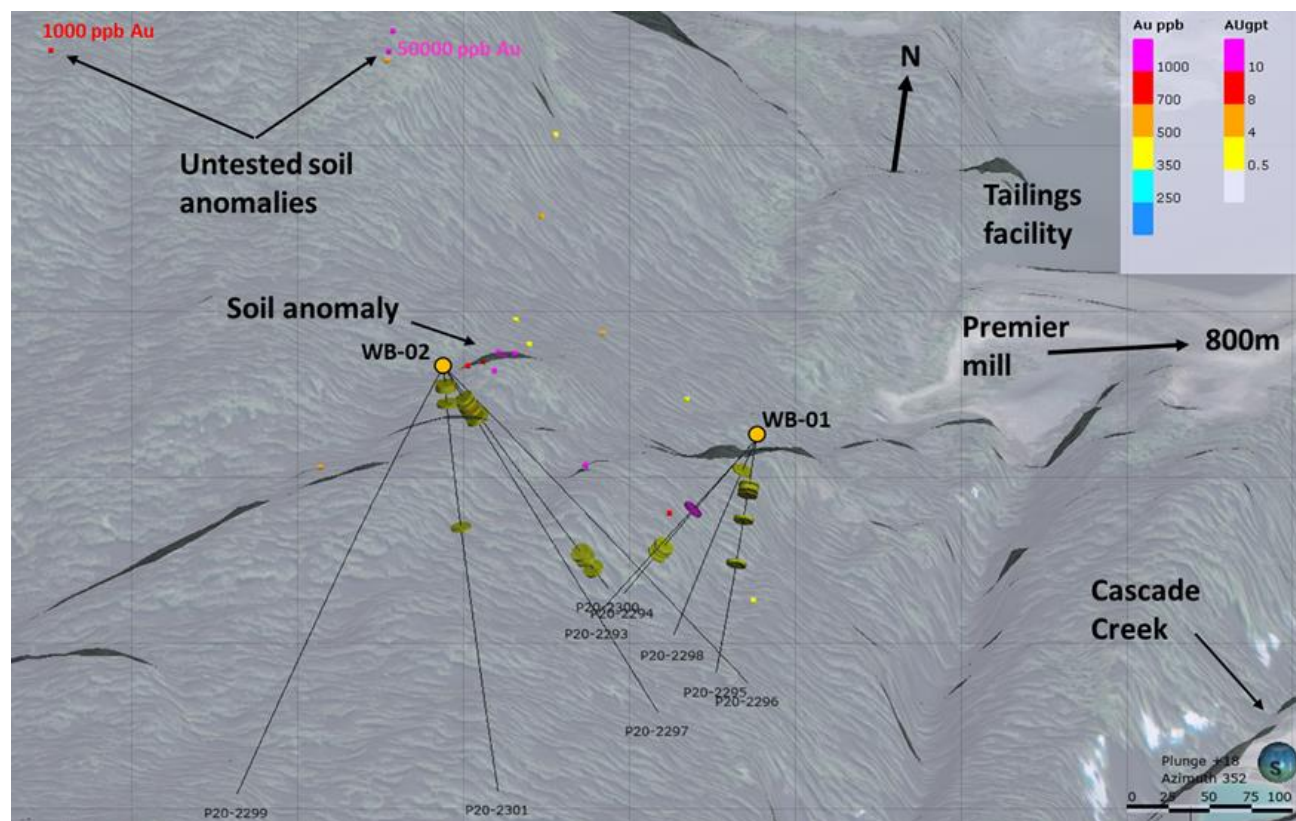 1000 ppb Au
50000 ppb Au
Untested soil
anomalies
N
Au ppb
AUgpt
1000
700
500
350
250
10
8
4
0.5
Tailings
facility
Soil anomaly
WB-02
Premier
mill
800m
WB-01
P20-2300
P20-2294
P20-2293
P20-2298
P20-2295
P20-2296
P20-2297
P20-2299
P20-2301
Cascade
Creek
Plunge +18
Azimuth 352
S
0 25 50 75 100